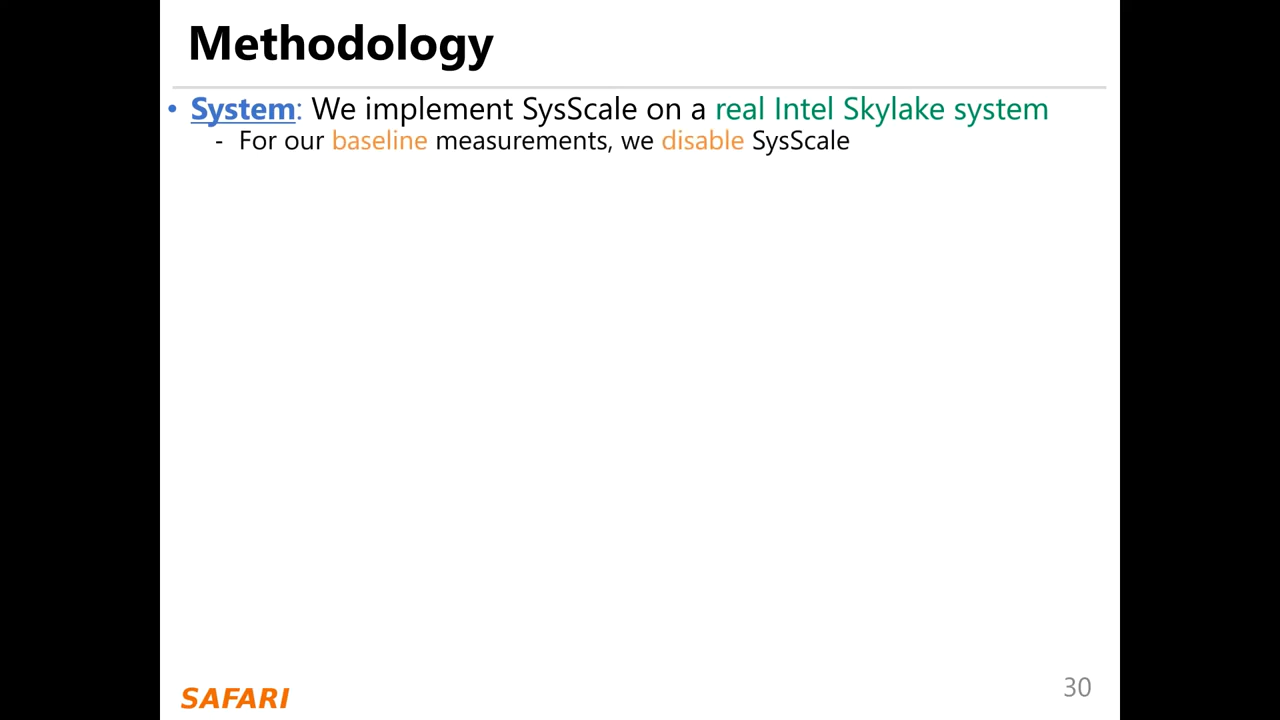 Methodology
• System: We implement SysScale on a real Intel Skylake system
- For our baseline measurements, we disable SysScale
SAFARI
30